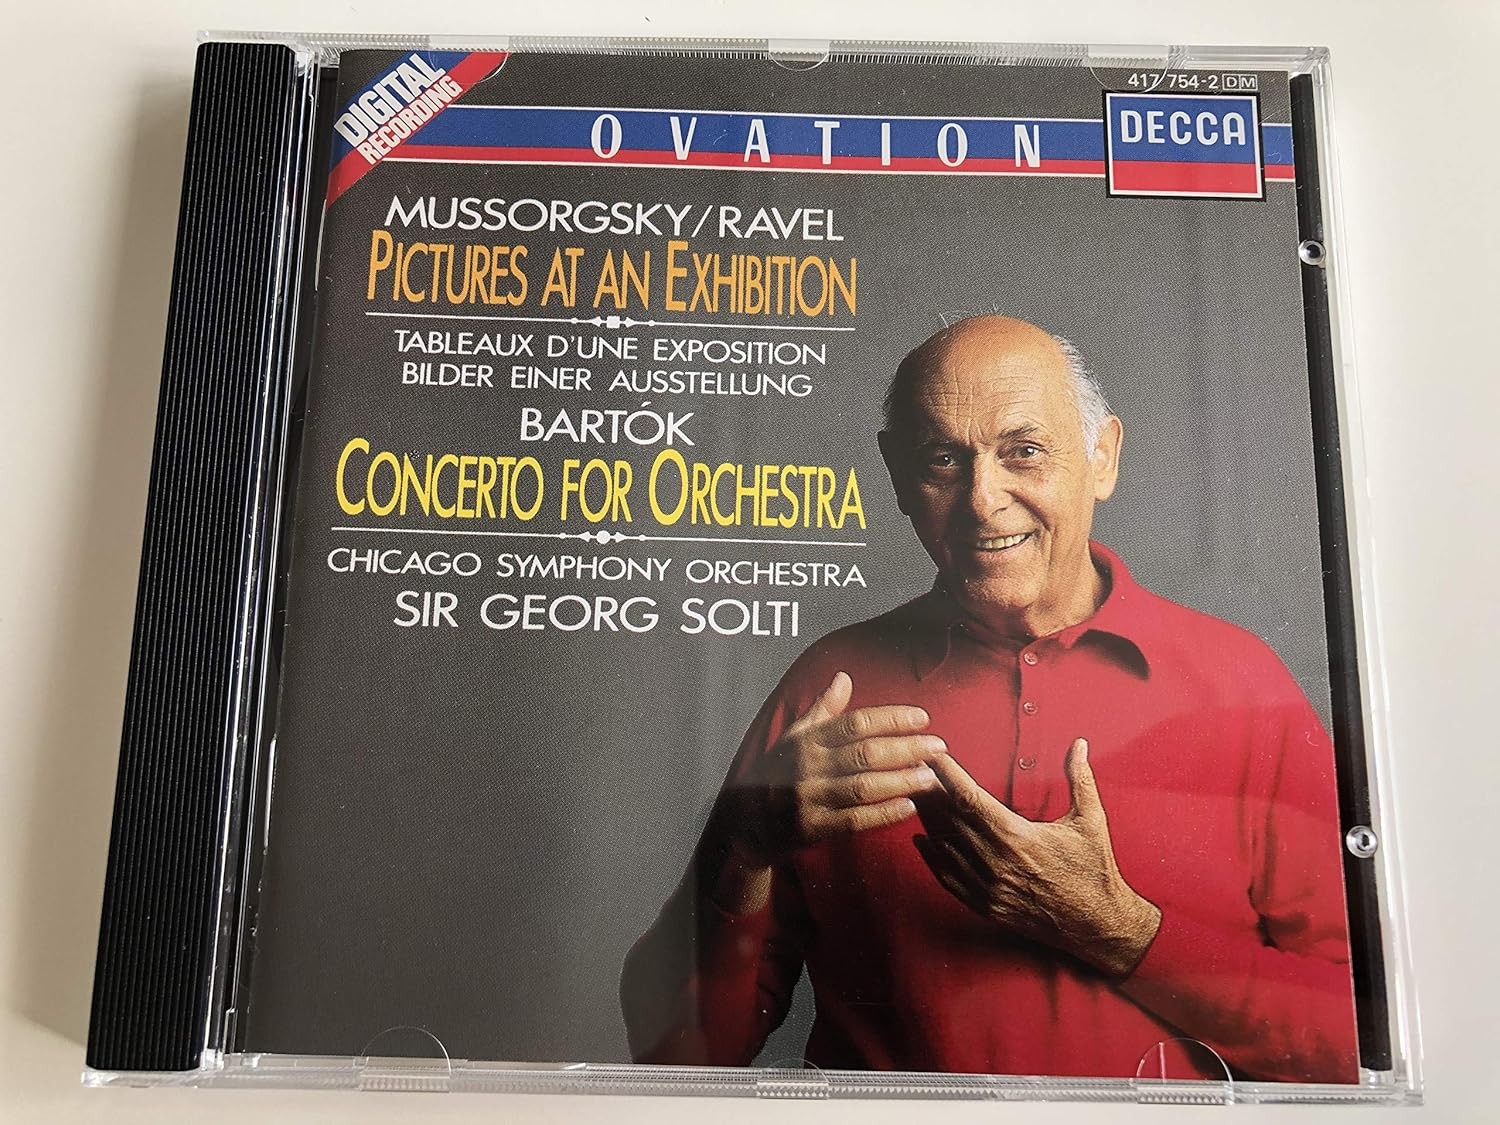 DIGITAL
RECORDING
417 754-2 DM
OVATION
DECCA
MUSSORGSKY/RAVEL
PICTURES AT AN EXHIBITION
TABLEAUX D'UNE EXPOSITION
BILDER EINER AUSSTELLUNG
BARTÓK
CONCERTO FOR ORCHESTRA
CHICAGO SYMPHONY ORCHESTRA
SIR GEORG SOLTI